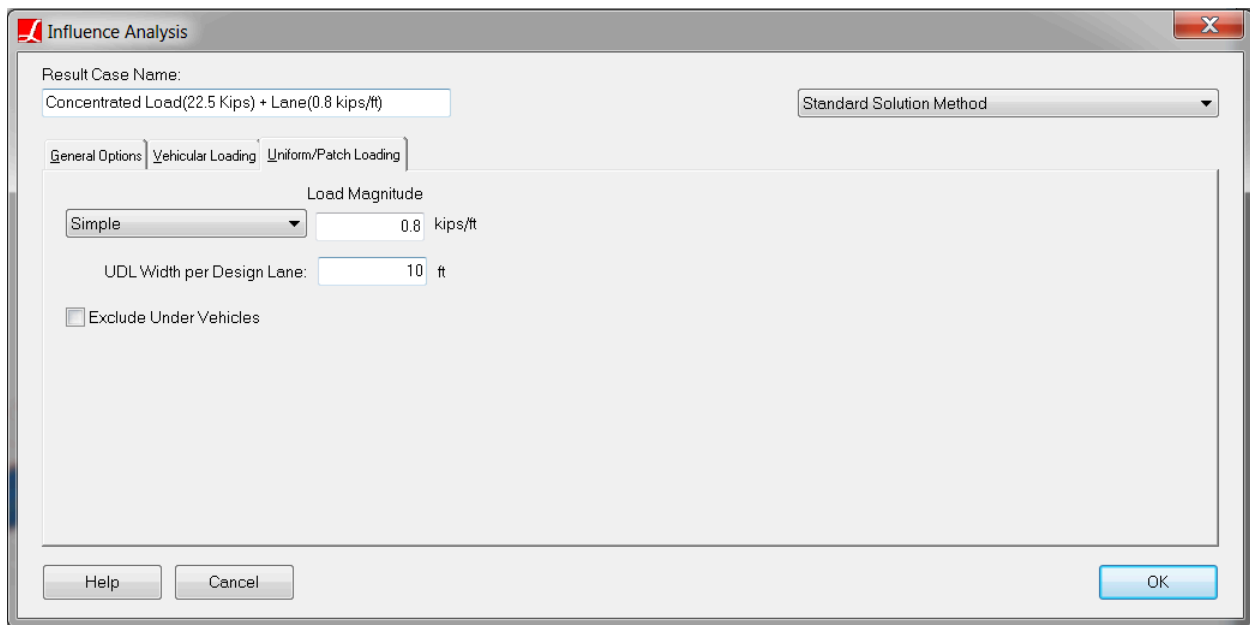 Influence Analysis
Result Case Name:
Concentrated Load(22.5 Kips) + Lane(0.8 kips/ft)
Standard Solution Method
General Options Vehicular Loading Uniform/Patch Loading
Load Magnitude
Simple 0.8 kips/ft
UDL Width per Design Lane: 10 ft
Exclude Under Vehicles
Help Cancel OK